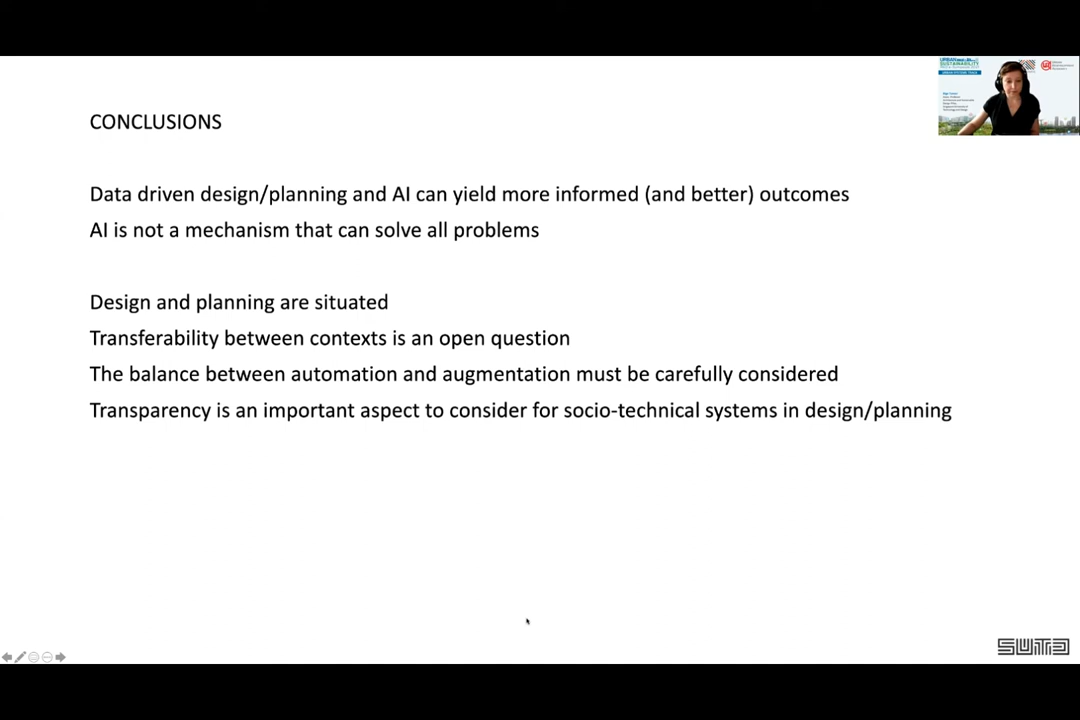 CONCLUSIONS
Data driven design/planning and AI can yield more informed (and better) outcomes
AI is not a mechanism that can solve all problems
Design and planning are situated
Transferability between contexts is an open question
The balance between automation and augmentation must be carefully considered
Transparency is an important aspect to consider for socio-technical systems in design/planning
SUTD